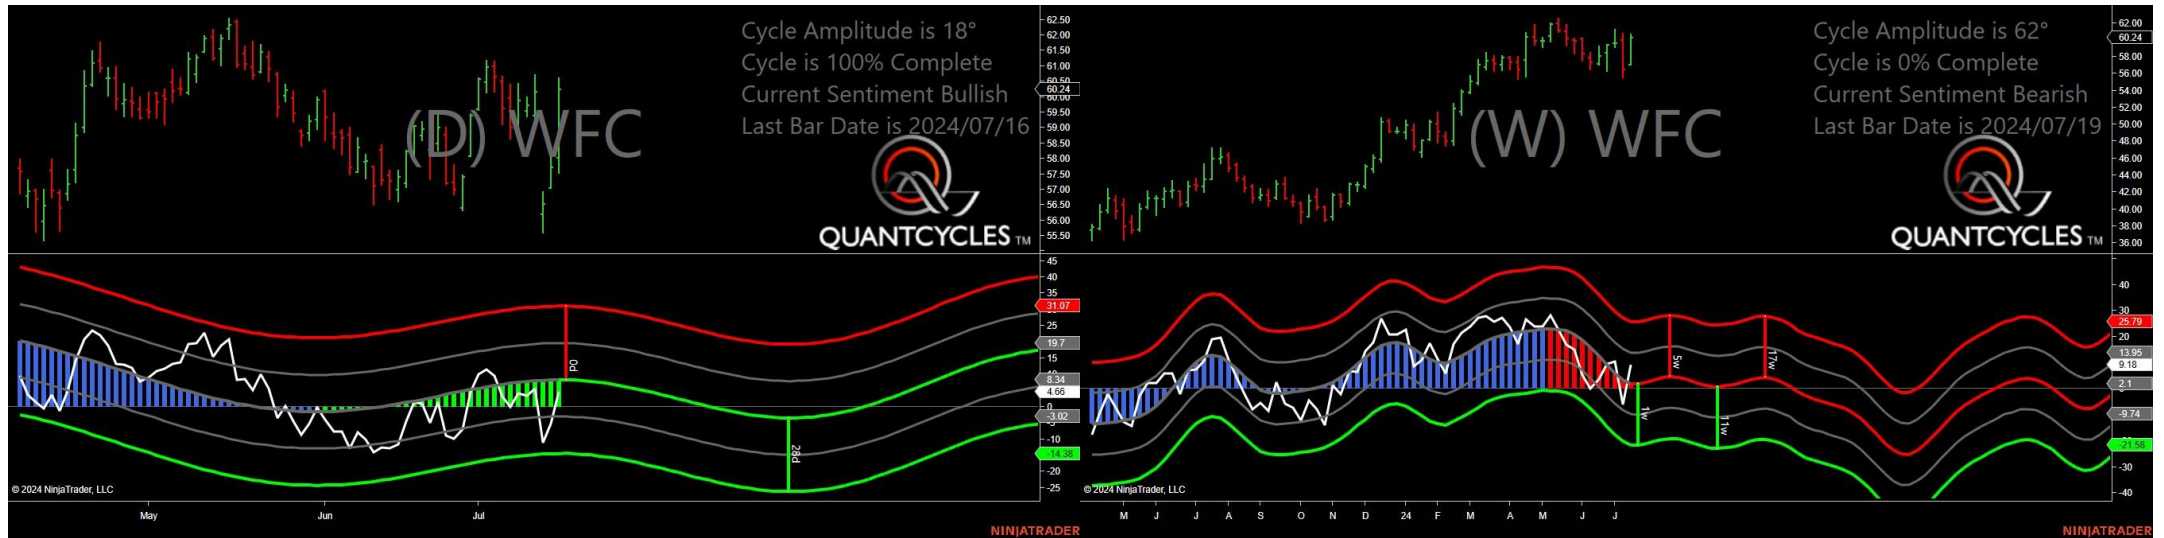 Cycle Amplitude is 18°
Cycle is 100% Complete
Current Sentiment Bullish
Last Bar Date is 2024/07/16
(D) WFC
QUANTCYCLES TM
62.50
62.00
61.50
61.00
60.50
60.24
60.00
59.50
59.00
58.50
58.00
57.50
57.00
56.50
56.00
55.50
45
40
35
31.07
25
19.7
15
8.34
4.66
0
-3.02
-10
-14.38
-20
-25
0d
28d
© 2024 NinjaTrader, LLC
May Jun Jul
NINJATRADER
Cycle Amplitude is 62°
Cycle is 0% Complete
Current Sentiment Bearish
Last Bar Date is 2024/07/19
(W) WFC
QUANTCYCLES TM
62.00
60.24
58.00
56.00
54.00
52.00
50.00
48.00
46.00
44.00
42.00
40.00
38.00
36.00
40
30
25.79
20
13.95
9.18
2.1
-9.74
-21.58
-30
-40
5w
17w
1w
11w
© 2024 NinjaTrader, LLC
M J J A S O N D 24 F M A M J J
NINJATRADER